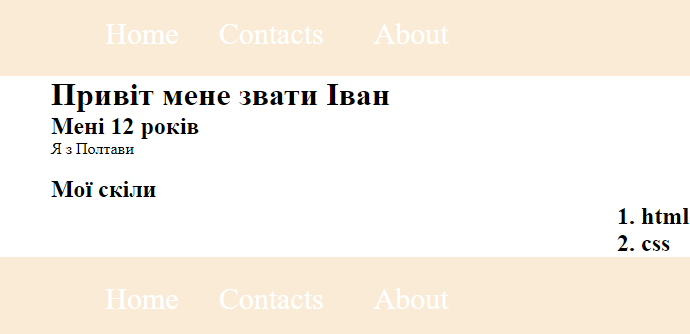 Home Contacts About
Привіт мене звати Іван
Мені 12 років
Я з Полтави
Мої скіли
1. html
2. css
Home Contacts About